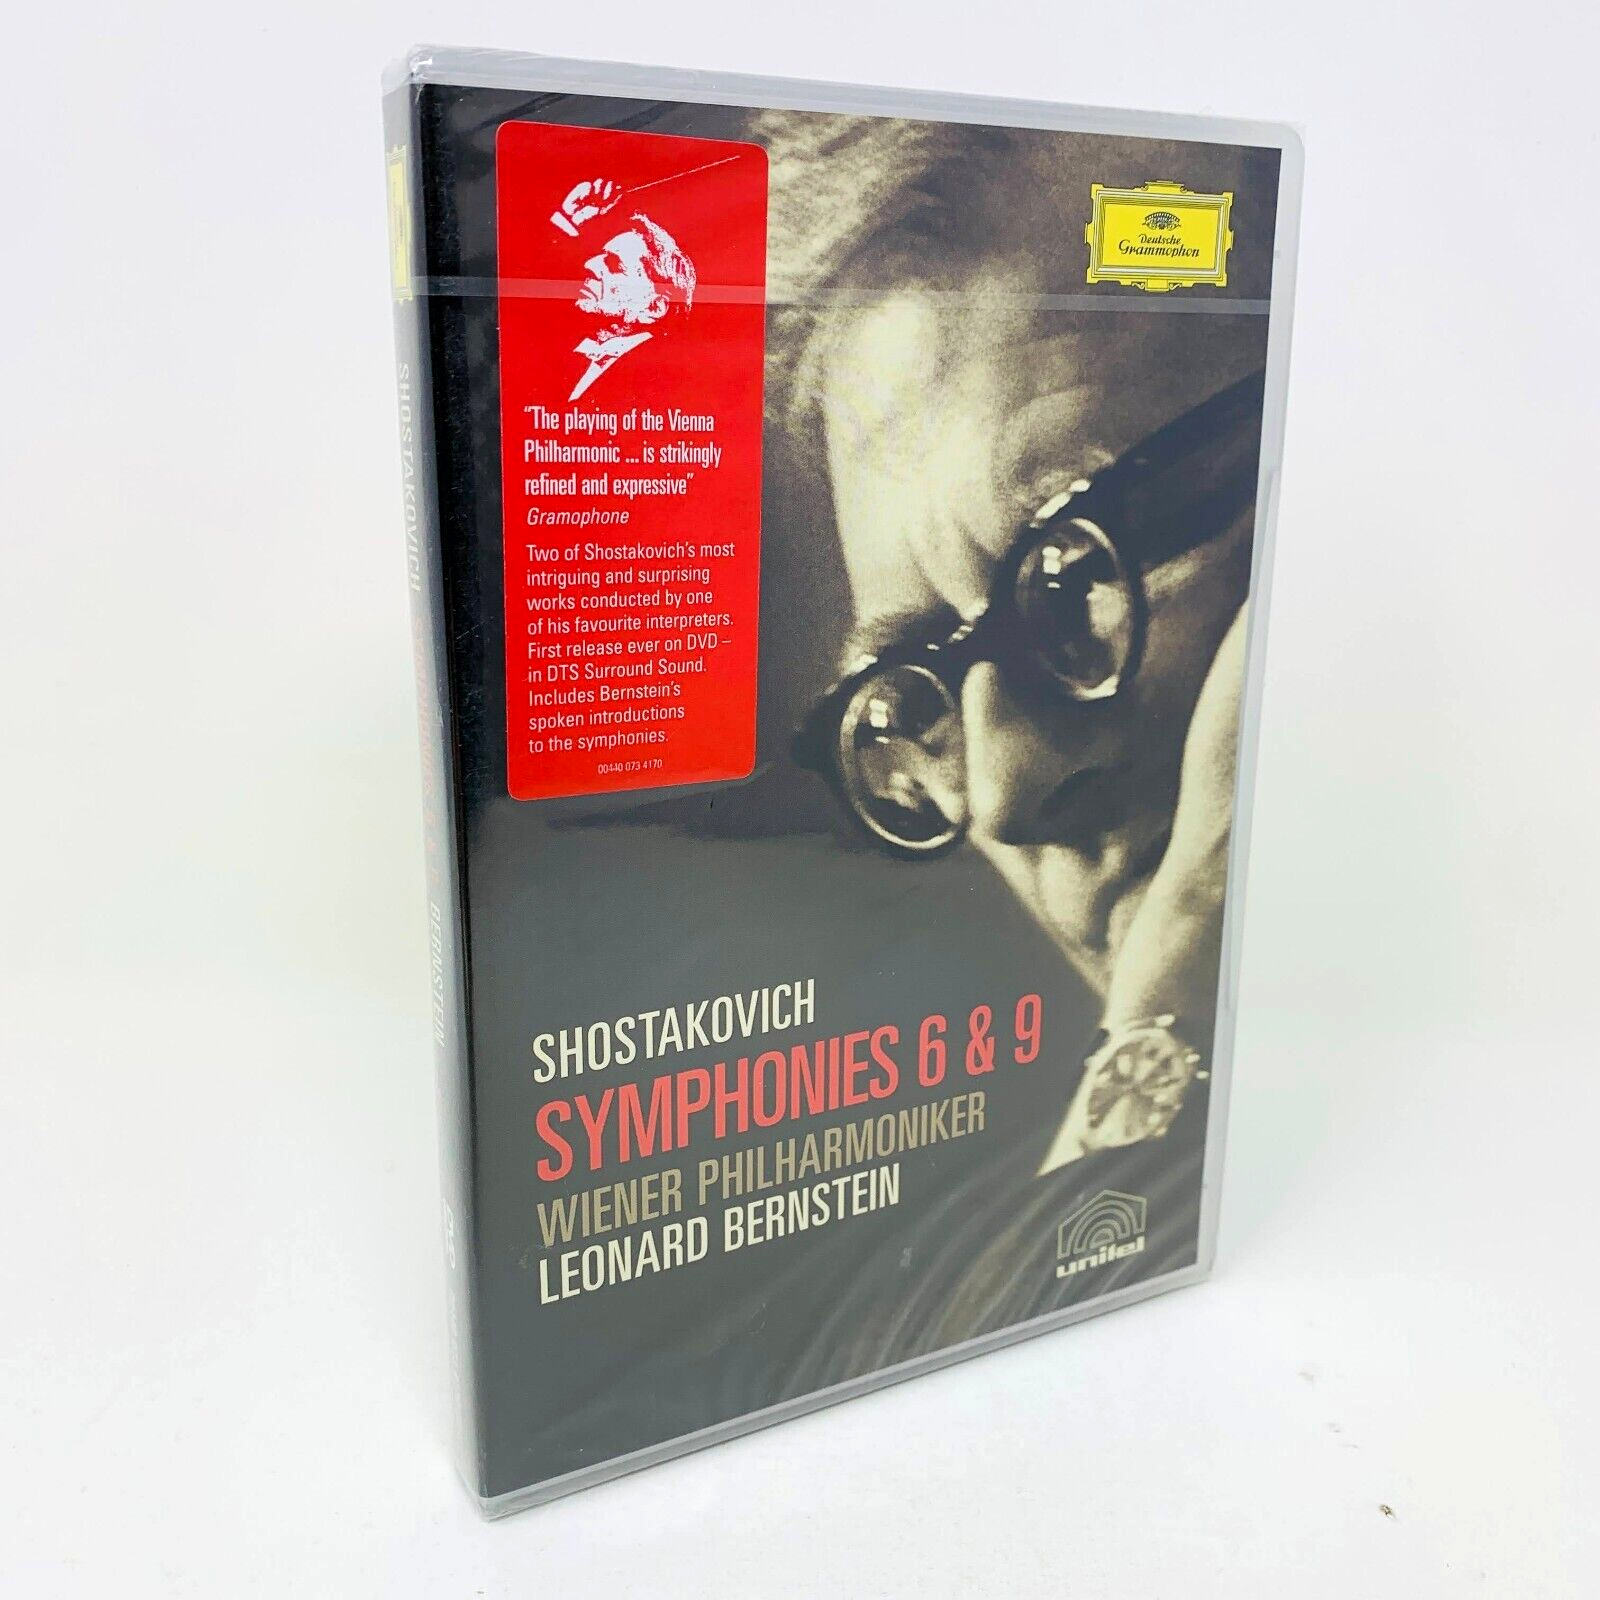 "The playing of the Vienna
Philharmonic ... is strikingly
refined and expressive"
Gramophone
Two of Shostakovich's most
intriguing and surprising
works conducted by one
of his favourite interpreters.
First release ever on DVD –
in DTS Surround Sound.
Includes Bernstein's
spoken introductions
to the symphonies.
00440 073 4170
Deutsche
Grammophon
SHOSTAKOVICH
SYMPHONIES 6 & 9
WIENER PHILHARMONIKER
LEONARD BERNSTEIN
unitel
SHOSTAKOVICH SYMPHONIES 6 & 9 BERNSTEIN
DVD